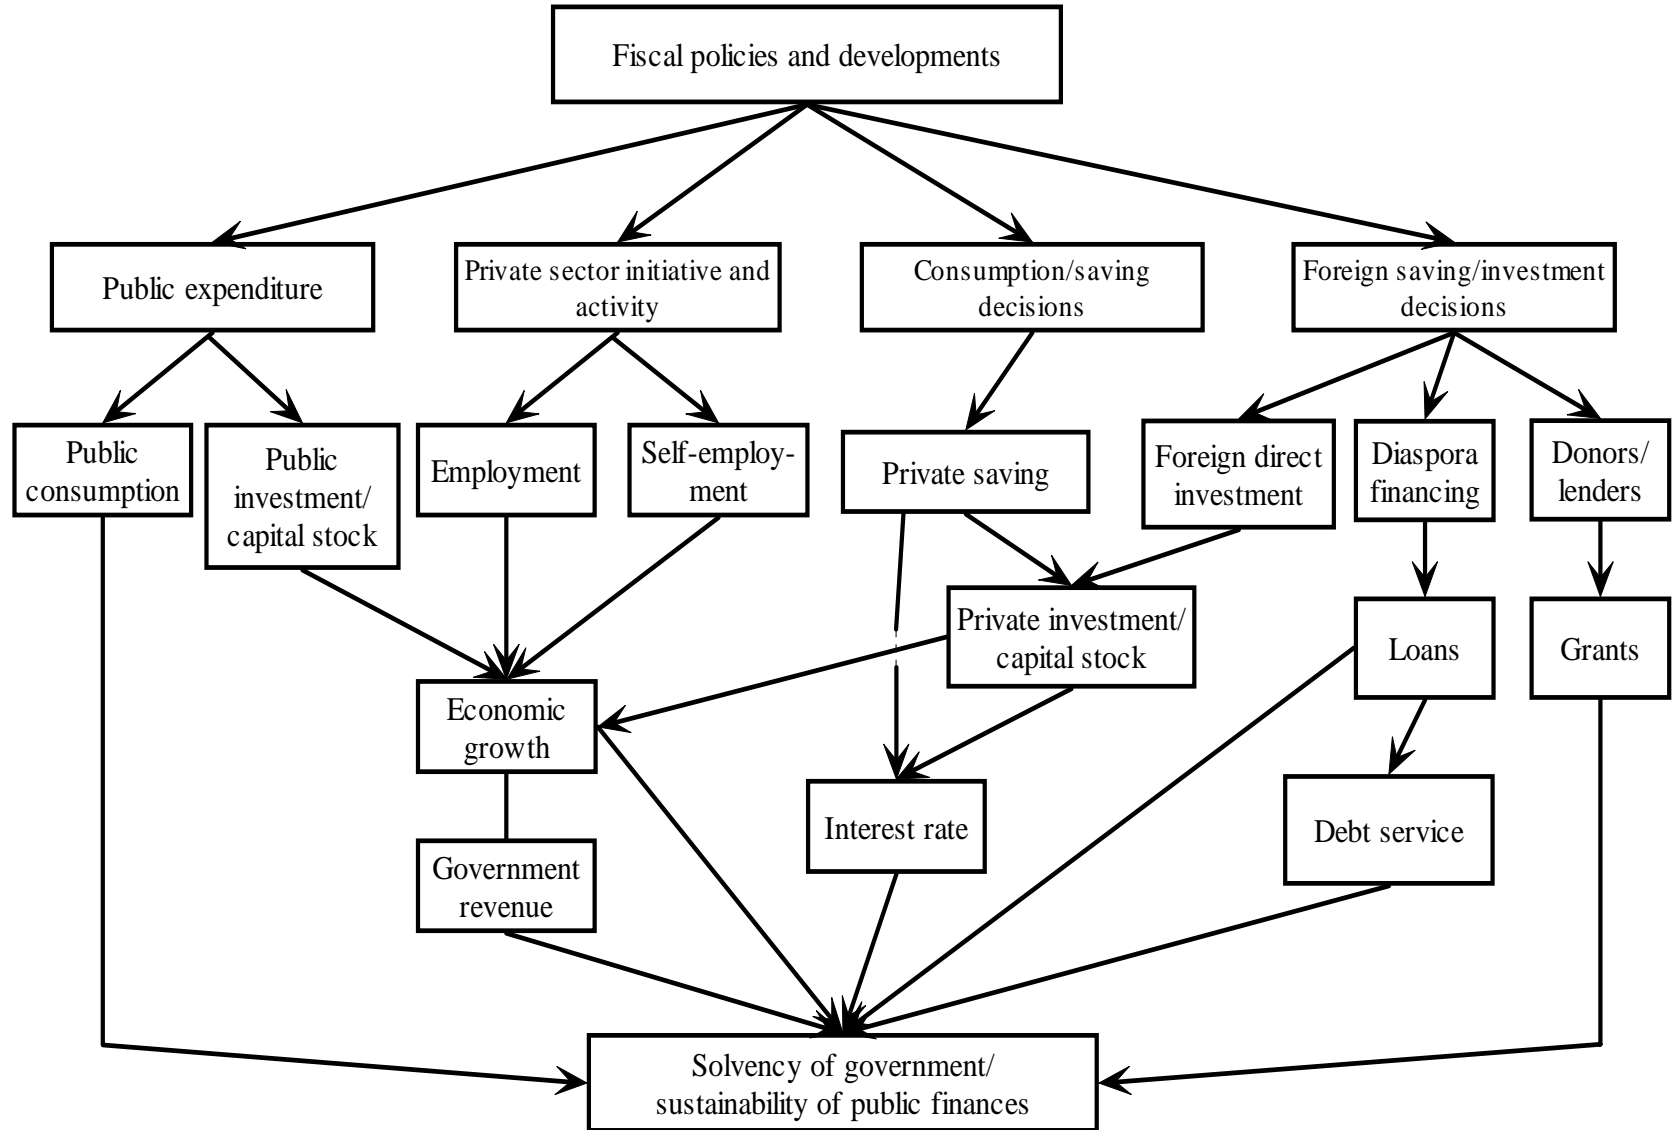 Fiscal policies and developments
Public expenditure
Private sector initiative and
activity
Consumption/saving
decisions
Foreign saving/investment
decisions
Public
consumption
Public
investment/
capital stock
Employment
Self-employ-
ment
Private saving
Foreign direct
investment
Diaspora
financing
Donors/
lenders
Private investment/
capital stock
Loans
Grants
Economic
growth
Interest rate
Debt service
Government
revenue
Solvency of government/
sustainability of public finances